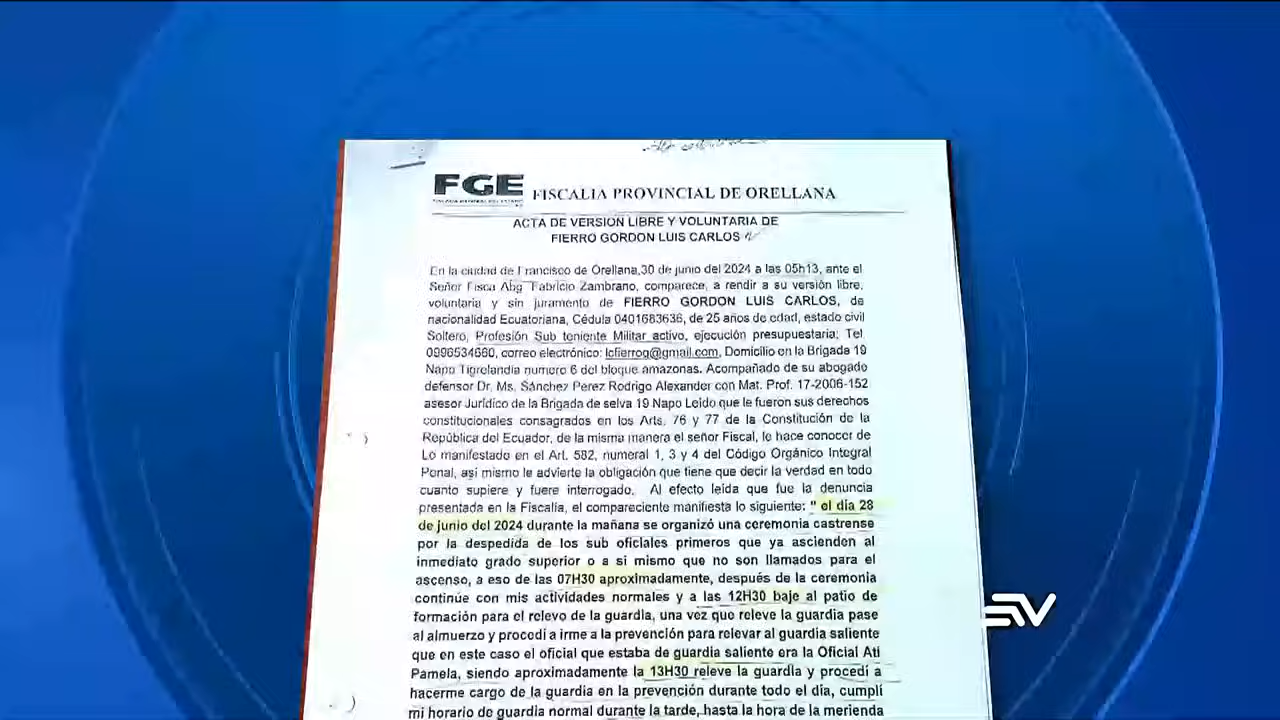 FGE FISCALIA PROVINCIAL DE ORELLANA
ACTA DE VERSION LIBRE Y VOLUNTARIA DE
FIERRO GORDON LUIS CARLOS
En la ciudad de Francisco de Orellana,30 de junio del 2024 a las 05h13, ante el
Señor Fisca Abg Fabricio Zambrano, comparece, a rendir a su versión libre,
voluntaria y sin juramento de FIERRO GORDON LUIS CARLOS, de
nacionalidad Ecuatoriana, Cédula 0401683636, de 25 años de edad, estado civil
Soltero, Profesión Sub teniente Militar activo, ejecución presupuestaria; Tel
0996534660, correo electrónico: lcfierrog@gmail.com, Domicilio en la Brigada 19
Napo Tigrelandia numero 6 del bloque amazonas. Acompañado de su abogado
defensor Dr. Ms. Sánchez Perez Rodrigo Alexander con Mat. Prof. 17-2006-152
asesor Jurídico de la Brigada de selva 19 Napo Leído que le fueron sus derechos
constitucionales consagrados en los Arts. 76 y 77 de la Constitución de la
República del Ecuador, de la misma manera el señor Fiscal, le hace conocer de
Lo manifestado en el Art. 582, numeral 1, 3 y 4 del Código Orgánico Integral
Penal, así mismo le advierte la obligación que tiene que decir la verdad en todo
cuanto supiere y fuere interrogado. Al efecto leída que fue la denuncia
presentada en la Fiscalía, el compareciente manifiesta lo siguiente: " el día 28
de junio del 2024 durante la mañana se organizó una ceremonia castrense
por la despedida de los sub oficiales primeros que ya ascienden al
inmediato grado superior o a si mismo que no son llamados para el
ascenso, a eso de las 07H30 aproximadamente, después de la ceremonia
continúe con mis actividades normales y a las 12H30 baje al patio de
formación para el relevo de la guardia, una vez que releve la guardia pase
al almuerzo y procedí a irme a la prevención para relevar al guardia saliente
que en este caso el oficial que estaba de guardia saliente era la Oficial Ati
Pamela, siendo aproximadamente la 13H30 releve la guardia y procedí a
hacerme cargo de la guardia en la prevención durante todo el día, cumplí
mi horario de guardia normal durante la tarde, hasta la hora de la merienda